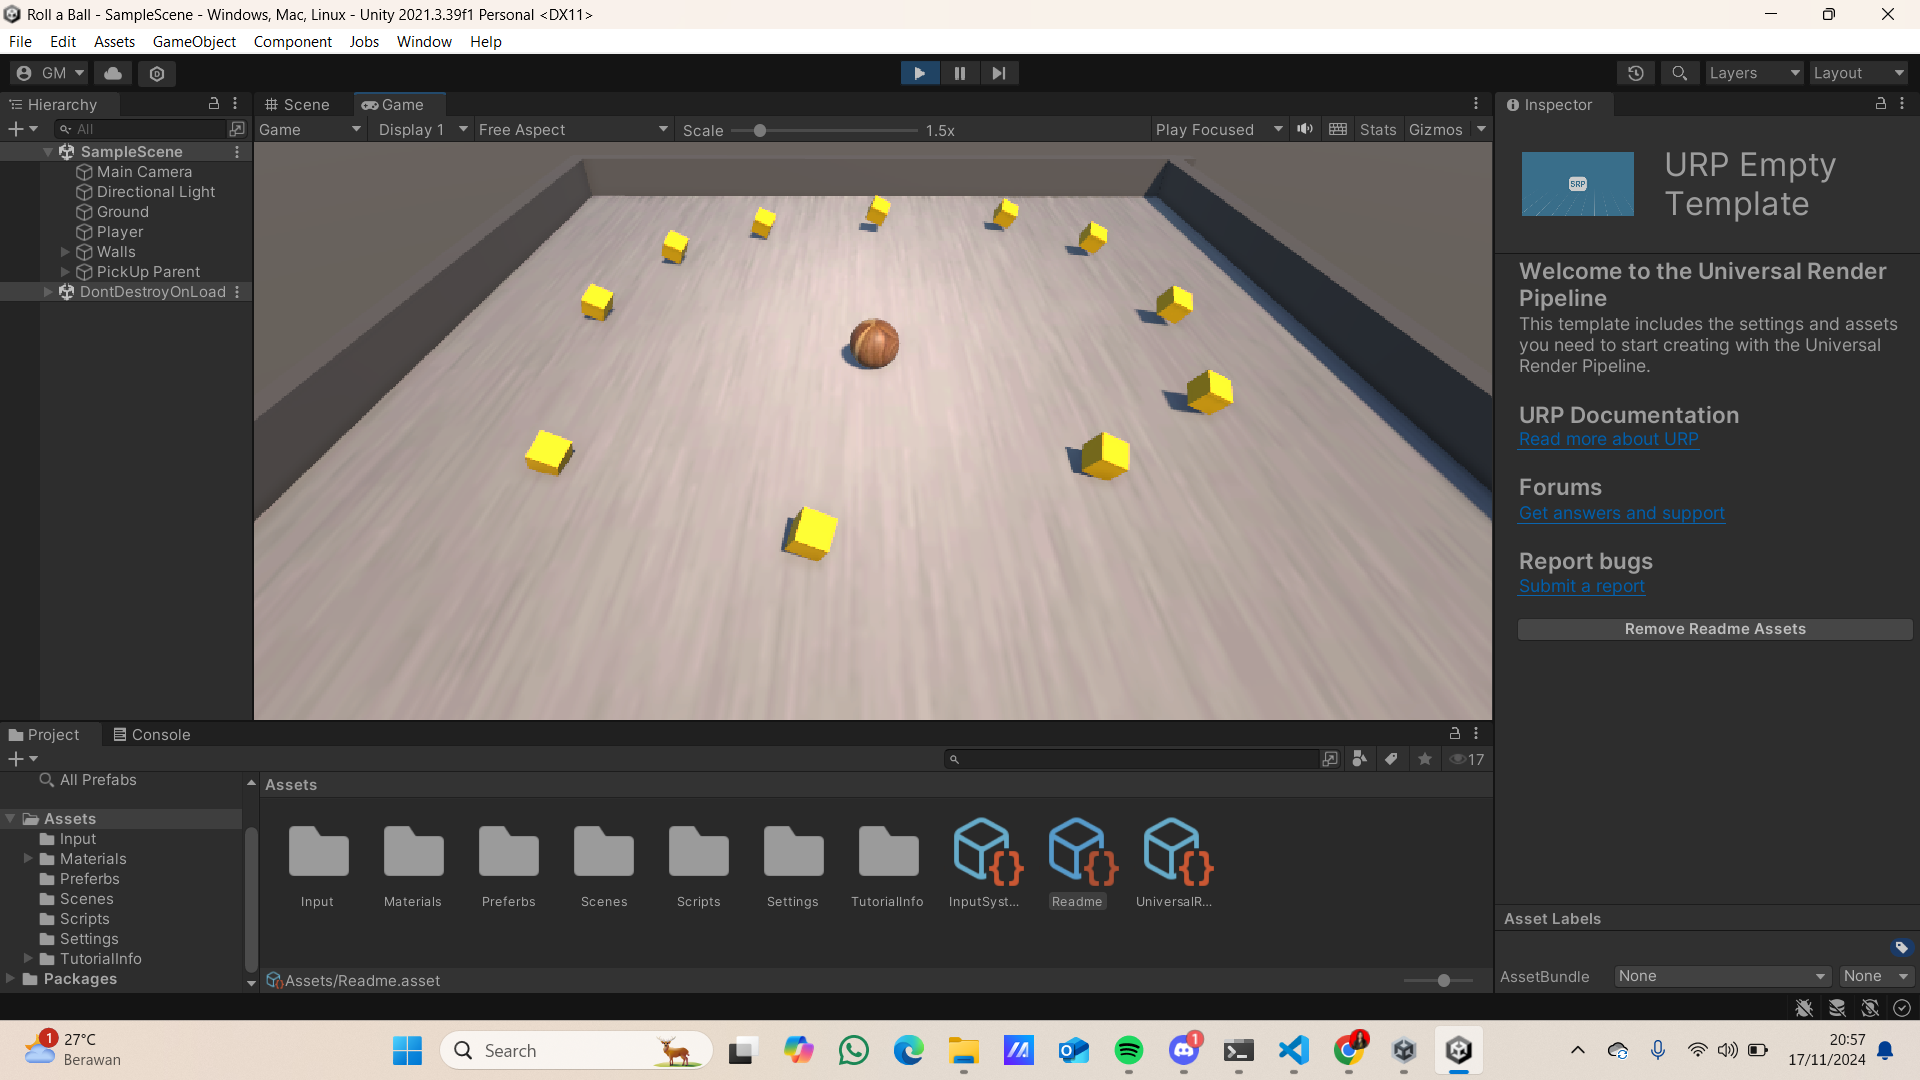 Roll a Ball - SampleScene - Windows, Mac, Linux - Unity 2021.3.39f1 Personal <DX11>
File Edit Assets GameObject Component Jobs Window Help
GM
Layers
Layout
Hierarchy
All
SampleScene
Main Camera
Directional Light
Ground
Player
Walls
PickUp Parent
DontDestroyOnLoad
Scene
Game
Game
Display 1
Free Aspect
Scale
1.5x
Play Focused
Stats
Gizmos
Inspector
SRP
URP Empty
Template
Welcome to the Universal Render
Pipeline
This template includes the settings and assets
you need to start creating with the Universal
Render Pipeline.
URP Documentation
Read more about URP
Forums
Get answers and support
Report bugs
Submit a report
Remove Readme Assets
Asset Labels
AssetBundle
None
None
Project
Console
17
All Prefabs
Assets
Input
Materials
Preferbs
Scenes
Scripts
Settings
TutorialInfo
Packages
Assets
Input
Materials
Preferbs
Scenes
Scripts
Settings
TutorialInfo
InputSyst...
Readme
UniversalR...
Assets/Readme.asset
1
27°C
Berawan
Search
1
20:57
17/11/2024